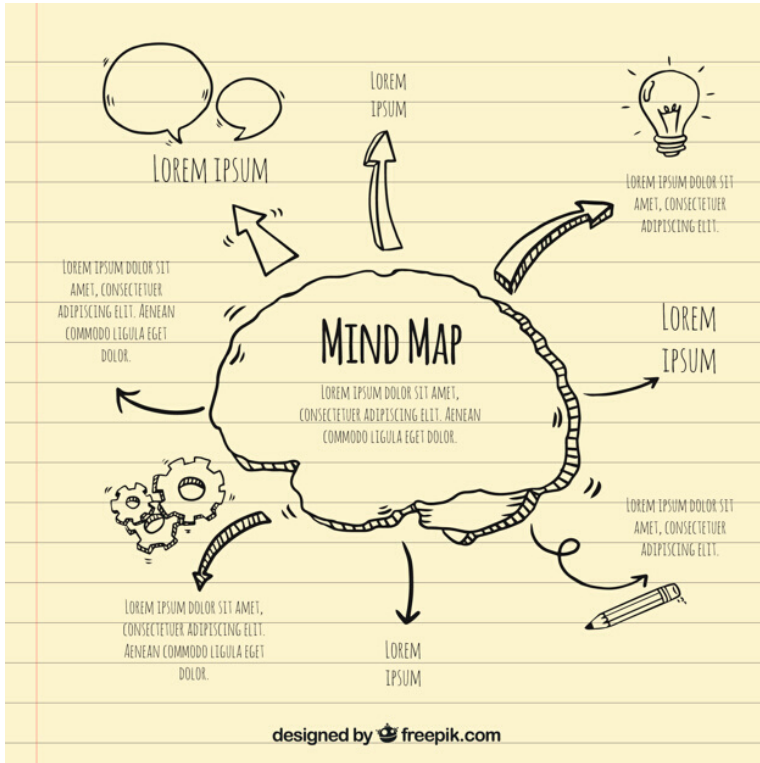 LOREM
IPSUM
LOREM IPSUM
LOREM IPSUM DOLOR SIT
AMET, CONSECTETUER
ADIPISCING ELIT.
LOREM IPSUM DOLOR SIT
AMET, CONSECTETUER
ADIPISCING ELIT. AENEAN
COMMODO LIGULA EGET
DOLOR.
MIND MAP
LOREM IPSUM DOLOR SIT AMET,
CONSECTETUER ADIPISCING ELIT. AENEAN
COMMODO LIGULA EGET DOLOR.
LOREM
IPSUM
LOREM IPSUM DOLOR SIT
AMET, CONSECTETUER
ADIPISCING ELIT.
LOREM IPSUM DOLOR SIT AMET,
CONSECTETUER ADIPISCING ELIT.
AENEAN COMMODO LIGULA EGET
DOLOR.
LOREM
IPSUM
designed by freepik.com